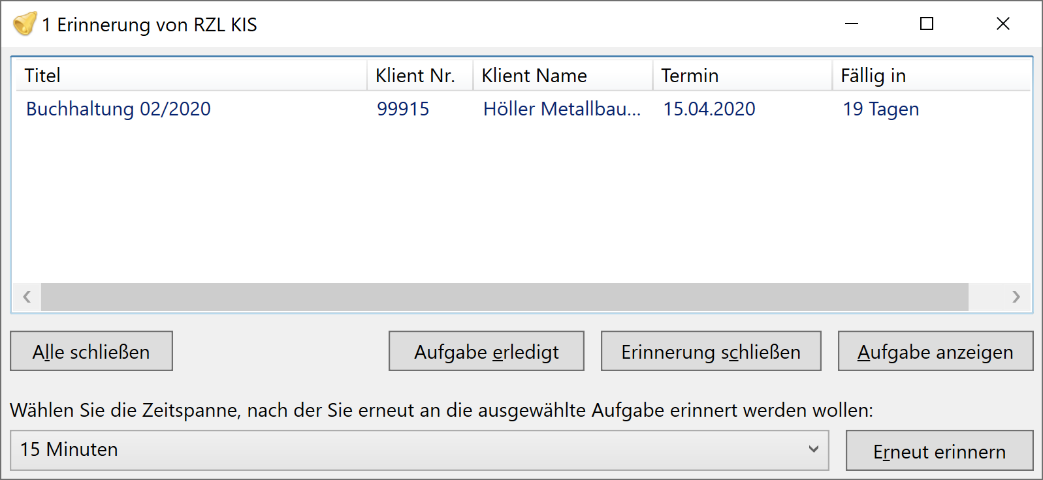 1 Erinnerung von RZL KIS
Titel Klient Nr. Klient Name Termin Fällig in
Buchhaltung 02/2020 99915 Höller Metallbau... 15.04.2020 19 Tagen
Alle schließen Aufgabe erledigt Erinnerung schließen Aufgabe anzeigen
Wählen Sie die Zeitspanne, nach der Sie erneut an die ausgewählte Aufgabe erinnert werden wollen:
15 Minuten Erneut erinnern